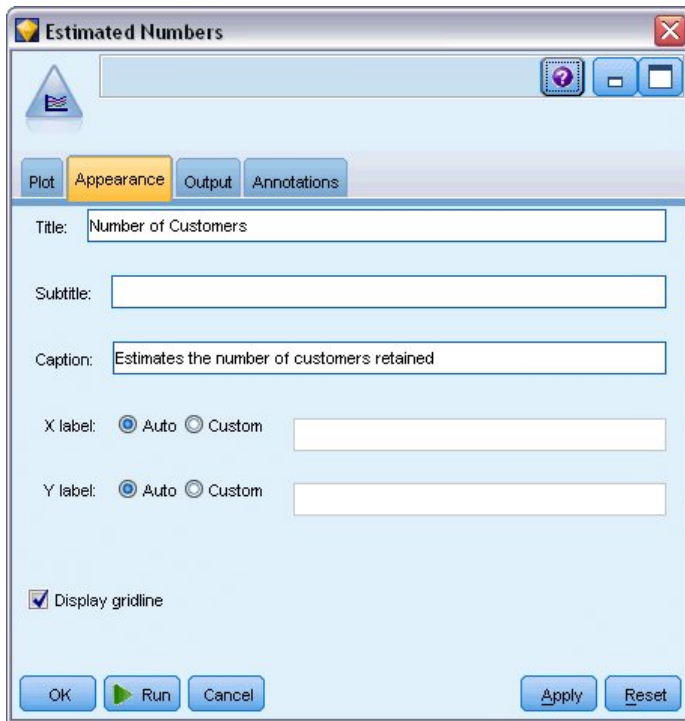 Estimated Numbers
Plot Appearance Output Annotations
Title: Number of Customers
Subtitle:
Caption: Estimates the number of customers retained
X label: Auto Custom
Y label: Auto Custom
Display gridline
OK Run Cancel Apply Reset